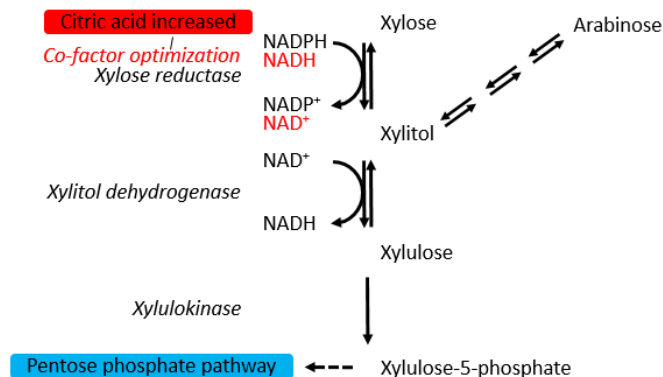 Citric acid increased
Co-factor optimization
Xylose reductase
NADPH
NADH
NADP⁺
NAD⁺
Xylose
Arabinose
Xylitol
NAD⁺
Xylitol dehydrogenase
NADH
Xylulose
Xylulokinase
Pentose phosphate pathway
Xylulose-5-phosphate